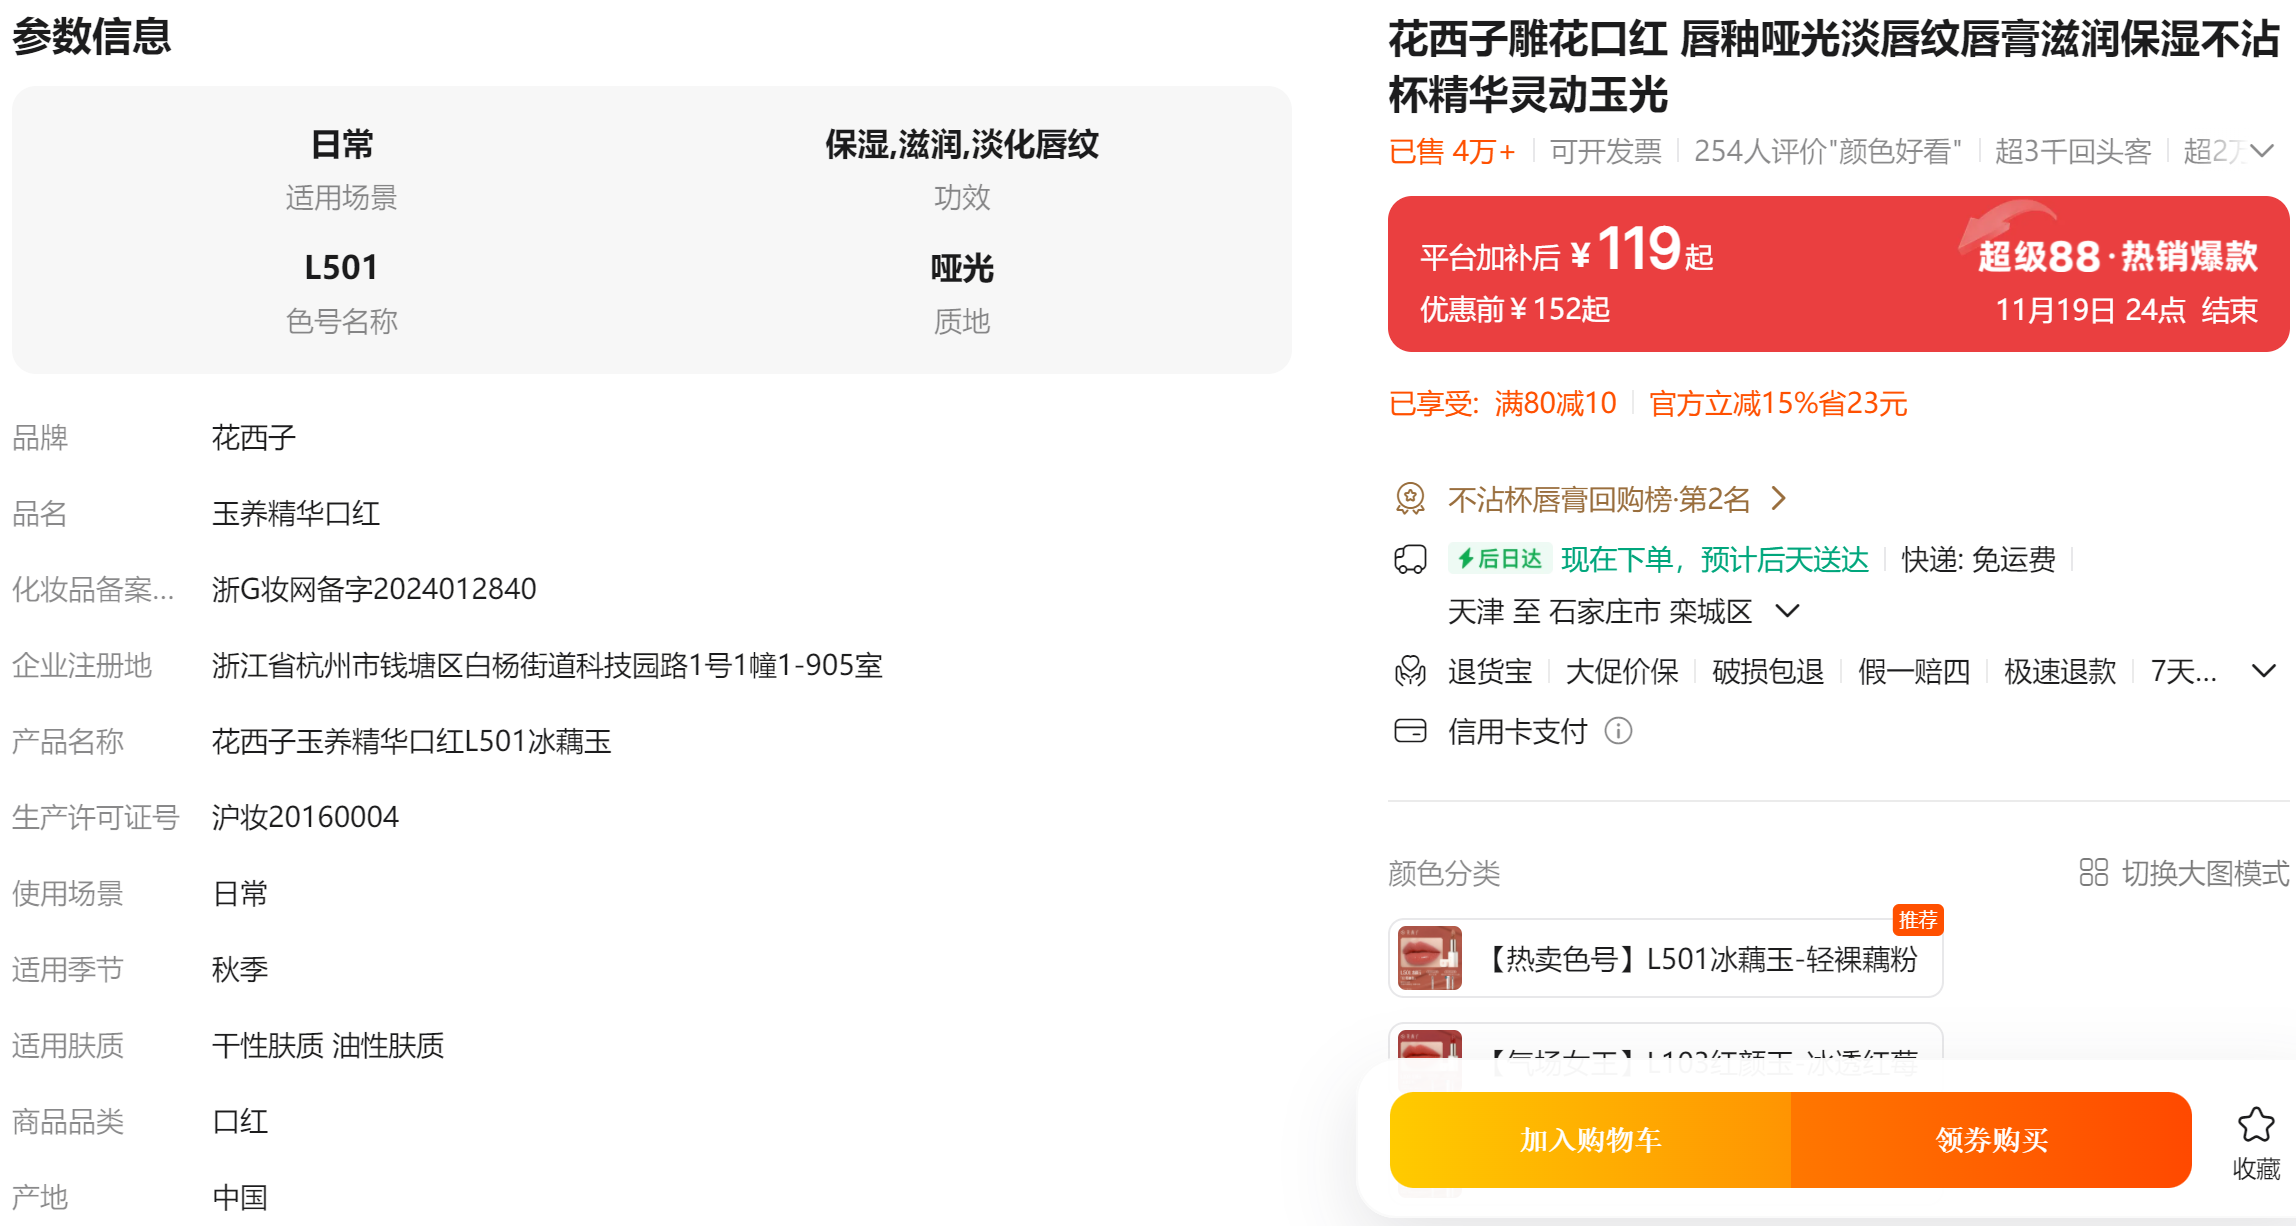 参数信息
日常
保湿,滋润,淡化唇纹
适用场景
功效
L501
哑光
色号名称
质地
品牌 花西子
品名 玉养精华口红
化妆品备案... 浙G妆网备字2024012840
企业注册地 浙江省杭州市钱塘区白杨街道科技园路1号1幢1-905室
产品名称 花西子玉养精华口红L501冰藕玉
生产许可证号 沪妆20160004
使用场景 日常
适用季节 秋季
适用肤质 干性肤质 油性肤质
商品品类 口红
产地 中国
花西子雕花口红 唇釉哑光淡唇纹唇膏滋润保湿不沾
杯精华灵动玉光
已售 4万+ 可开发票 254人评价"颜色好看" 超3千回头客 超2万
平台加补后 ¥119起
超级88·热销爆款
优惠前¥152起
11月19日 24点 结束
已享受: 满80减10 官方立减15%省23元
不沾杯唇膏回购榜·第2名
后日达 现在下单，预计后天送达 快递: 免运费
天津 至 石家庄市 栾城区
退货宝 大促价保 破损包退 假一赔四 极速退款 7天...
信用卡支付
颜色分类
切换大图模式
推荐
【热卖色号】L501冰藕玉-轻裸藕粉
【气场女王】L103红颜玉-冰透红莓
加入购物车
领券购买
收藏